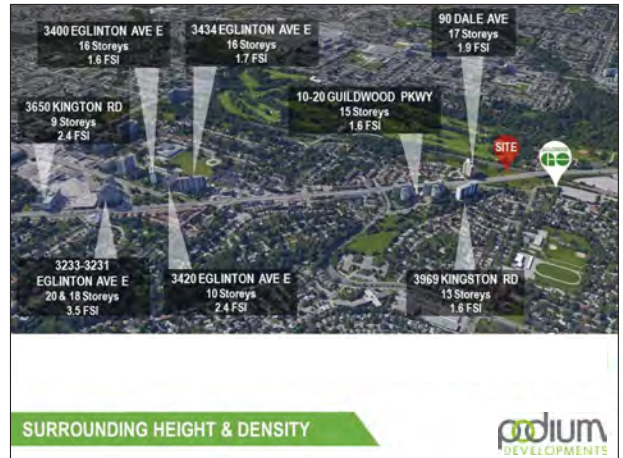 3400 EGLINTON AVE E
16 Storeys
1.6 FSI
3434 EGLINTON AVE E
16 Storeys
1.7 FSI
90 DALE AVE
17 Storeys
1.9 FSI
3650 KINGTON RD
9 Storeys
2.4 FSI
10-20 GUILDWOOD PKWY
15 Storeys
1.6 FSI
SITE
GO
3233-3231
EGLINTON AVE E
20 & 18 Storeys
3.5 FSI
3420 EGLINTON AVE E
10 Storeys
2.4 FSI
3969 KINGSTON RD
13 Storeys
1.6 FSI
SURROUNDING HEIGHT & DENSITY
podium
DEVELOPMENTS